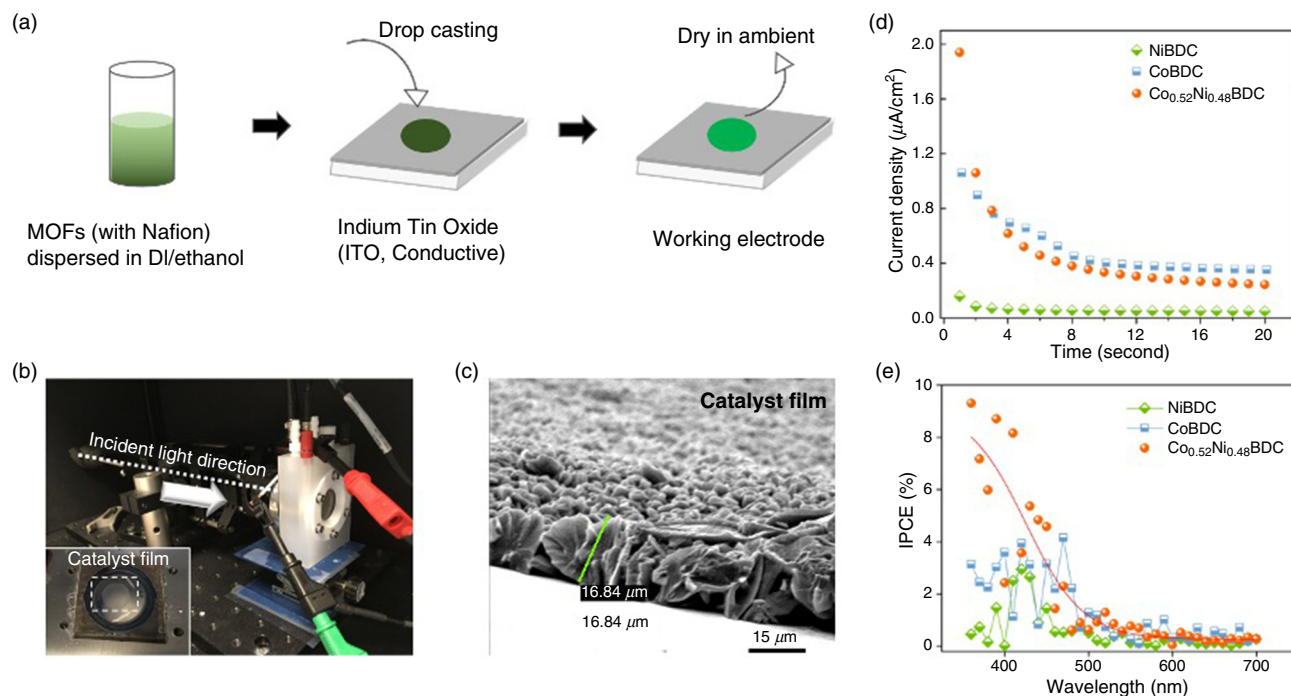 (a)
Drop casting
Dry in ambient
MOFs (with Nafion)
dispersed in DI/ethanol
Indium Tin Oxide
(ITO, Conductive)
Working electrode
(b)
Incident light direction
Catalyst film
(c)
Catalyst film
16.84 μm
16.84 μm
15 μm
(d)
NiBDC
CoBDC
Co0.52Ni0.48BDC
Current density (μA/cm²)
2.0
1.6
1.2
0.8
0.4
0.0
0 4 8 12 16 20
Time (second)
(e)
NiBDC
CoBDC
Co0.52Ni0.48BDC
IPCE (%)
10
8
6
4
2
0
400 500 600 700
Wavelength (nm)